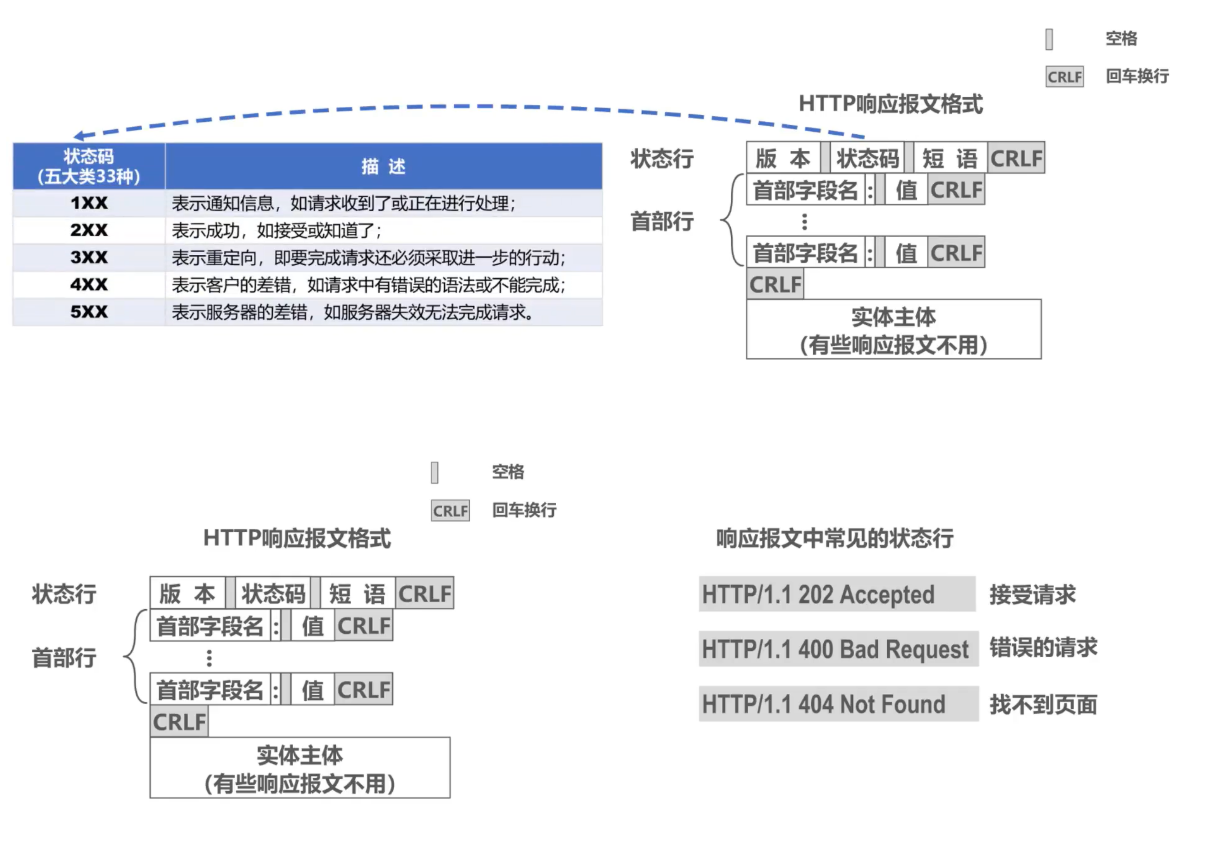 空格
CRLF 回车换行
HTTP响应报文格式
状态码
（五大类33种）
描 述
1XX 表示通知信息，如请求收到了或正在进行处理；
2XX 表示成功，如接受或知道了；
3XX 表示重定向，即要完成请求还必须采取进一步的行动；
4XX 表示客户的差错，如请求中有错误的语法或不能完成；
5XX 表示服务器的差错，如服务器失效无法完成请求。
状态行 版 本 状态码 短 语 CRLF
首部行
首部字段名 : 值 CRLF
⋮
首部字段名 : 值 CRLF
CRLF
实体主体
（有些响应报文不用）
空格
CRLF 回车换行
HTTP响应报文格式
状态行 版 本 状态码 短 语 CRLF
首部行
首部字段名 : 值 CRLF
⋮
首部字段名 : 值 CRLF
CRLF
实体主体
（有些响应报文不用）
响应报文中常见的状态行
HTTP/1.1 202 Accepted 接受请求
HTTP/1.1 400 Bad Request 错误的请求
HTTP/1.1 404 Not Found 找不到页面